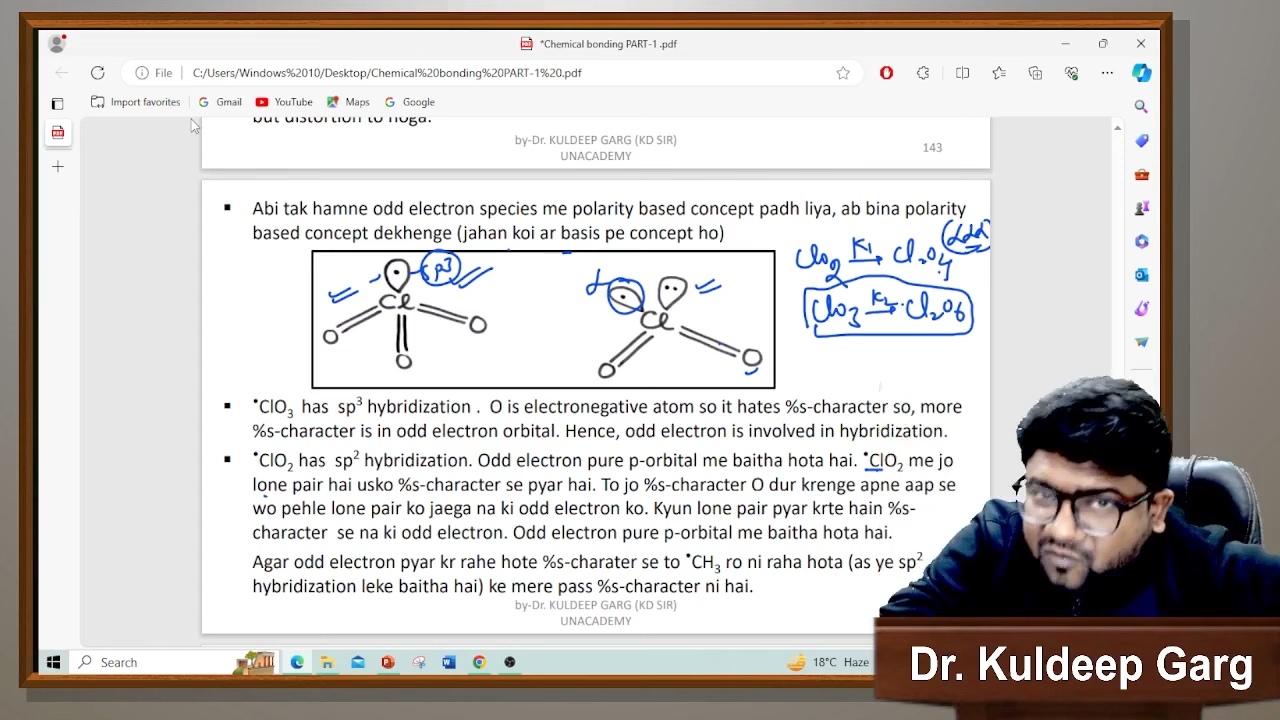 *Chemical bonding PART-1 .pdf
File C:/Users/Windows%2010/Desktop/Chemical%20bonding%20PART-1%20.pdf
Import favorites Gmail YouTube Maps Google
but distortion to hoga.
by-Dr. KULDEEP GARG (KD SIR)
UNACADEMY
143
▪ Abi tak hamne odd electron species me polarity based concept padh liya, ab bina polarity
based concept dekhenge (jahan koi ar basis pe concept ho)
sp3
Cl
O O
O
Cl
O O
ClO2 K1→ Cl2O4
ClO3 K2→ Cl2O6
▪ •ClO₃ has sp³ hybridization . O is electronegative atom so it hates %s-character so, more
%s-character is in odd electron orbital. Hence, odd electron is involved in hybridization.
▪ •ClO₂ has sp² hybridization. Odd electron pure p-orbital me baitha hota hai. •ClO₂ me jo
lone pair hai usko %s-character se pyar hai. To jo %s-character O dur krenge apne aap se
wo pehle lone pair ko jaega na ki odd electron ko. Kyun lone pair pyar krte hain %s-
character se na ki odd electron. Odd electron pure p-orbital me baitha hota hai.
Agar odd electron pyar kr rahe hote %s-charater se to •CH₃ ro ni raha hota (as ye sp²
hybridization leke baitha hai) ke mere pass %s-character ni hai.
by-Dr. KULDEEP GARG (KD SIR)
UNACADEMY
Search
18°C Haze
Dr. Kuldeep Garg